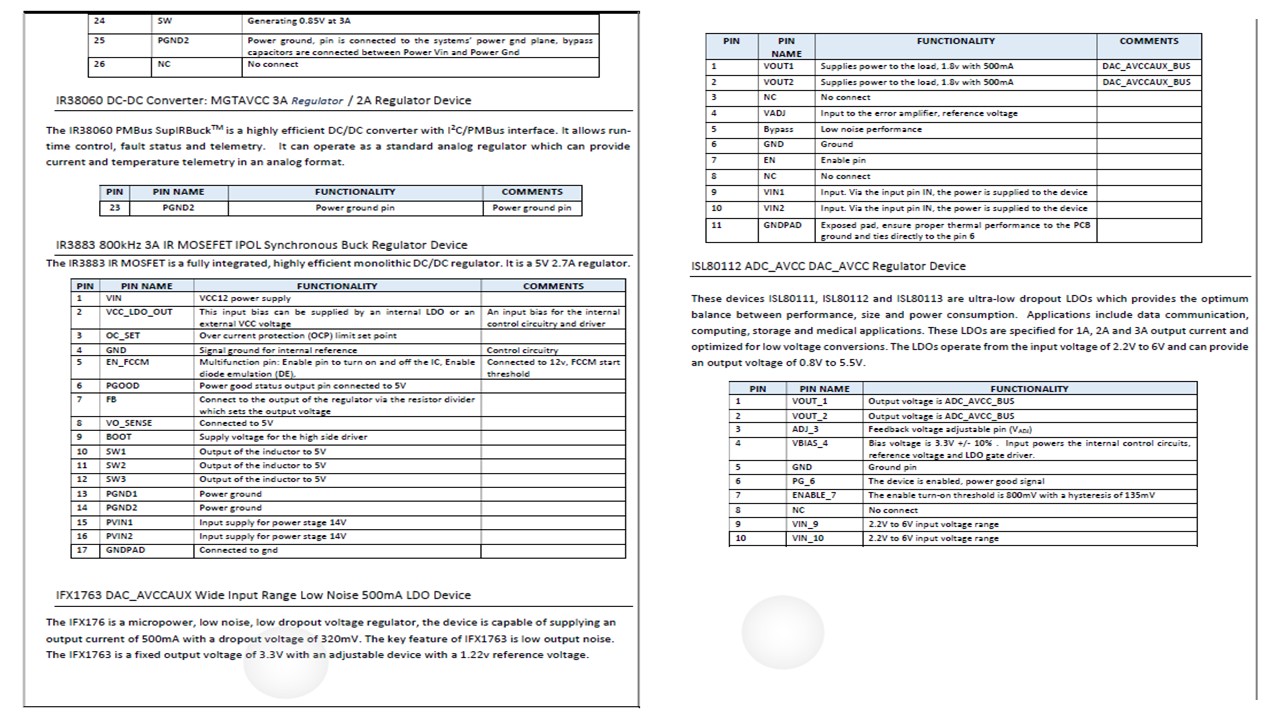 24 SW Generating 0.85V at 3A
25 PGND2 Power ground, pin is connected to the systems' power gnd plane, bypass
capacitors are connected between Power Vin and Power Gnd
26 NC No connect
IR38060 DC-DC Converter: MGTAVCC 3A Regulator / 2A Regulator Device
The IR38060 PMBus SupIRBuck™ is a highly efficient DC/DC converter with I²C/PMBus interface. It allows run-
time control, fault status and telemetry. It can operate as a standard analog regulator which can provide
current and temperature telemetry in an analog format.
PIN PIN NAME FUNCTIONALITY COMMENTS
23 PGND2 Power ground pin Power ground pin
IR3883 800kHz 3A IR MOSEFET IPOL Synchronous Buck Regulator Device
The IR3883 IR MOSFET is a fully integrated, highly efficient monolithic DC/DC regulator. It is a 5V 2.7A regulator.
PIN PIN NAME FUNCTIONALITY COMMENTS
1 VIN VCC12 power supply
2 VCC_LDO_OUT This input bias can be supplied by an internal LDO or an An input bias for the internal
external VCC voltage control circuitry and driver
3 OC_SET Over current protection (OCP) limit set point
4 GND Signal ground for internal reference Control circuitry
5 EN_FCCM Multifunction pin: Enable pin to turn on and off the IC, Enable Connected to 12v, FCCM start
diode emulation (DE). threshold
6 PGOOD Power good status output pin connected to 5V
7 FB Connect to the output of the regulator via the resistor divider
which sets the output voltage
8 VO_SENSE Connected to 5V
9 BOOT Supply voltage for the high side driver
10 SW1 Output of the inductor to 5V
11 SW2 Output of the inductor to 5V
12 SW3 Output of the inductor to 5V
13 PGND1 Power ground
14 PGND2 Power ground
15 PVIN1 Input supply for power stage 14V
16 PVIN2 Input supply for power stage 14V
17 GNDPAD Connected to gnd
IFX1763 DAC_AVCCAUX Wide Input Range Low Noise 500mA LDO Device
The IFX176 is a micropower, low noise, low dropout voltage regulator, the device is capable of supplying an
output current of 500mA with a dropout voltage of 320mV. The key feature of IFX1763 is low output noise.
The IFX1763 is a fixed output voltage of 3.3V with an adjustable device with a 1.22v reference voltage.
PIN PIN FUNCTIONALITY COMMENTS
NAME
1 VOUT1 Supplies power to the load, 1.8v with 500mA DAC_AVCCAUX_BUS
2 VOUT2 Supplies power to the load, 1.8v with 500mA DAC_AVCCAUX_BUS
3 NC No connect
4 VADJ Input to the error amplifier, reference voltage
5 Bypass Low noise performance
6 GND Ground
7 EN Enable pin
8 NC No connect
9 VIN1 Input. Via the input pin IN, the power is supplied to the device
10 VIN2 Input. Via the input pin IN, the power is supplied to the device
11 GNDPAD Exposed pad, ensure proper thermal performance to the PCB
ground and ties directly to the pin 6
ISL80112 ADC_AVCC DAC_AVCC Regulator Device
These devices ISL80111, ISL80112 and ISL80113 are ultra-low dropout LDOs which provides the optimum
balance between performance, size and power consumption. Applications include data communication,
computing, storage and medical applications. These LDOs are specified for 1A, 2A and 3A output current and
optimized for low voltage conversions. The LDOs operate from the input voltage of 2.2V to 6V and can provide
an output voltage of 0.8V to 5.5V.
PIN PIN NAME FUNCTIONALITY
1 VOUT_1 Output voltage is ADC_AVCC_BUS
2 VOUT_2 Output voltage is ADC_AVCC_BUS
3 ADJ_3 Feedback voltage adjustable pin (VADJ)
4 VBIAS_4 Bias voltage is 3.3V +/- 10% . Input powers the internal control circuits,
reference voltage and LDO gate driver.
5 GND Ground pin
6 PG_6 The device is enabled, power good signal
7 ENABLE_7 The enable turn-on threshold is 800mV with a hysteresis of 135mV
8 NC No connect
9 VIN_9 2.2V to 6V input voltage range
10 VIN_10 2.2V to 6V input voltage range